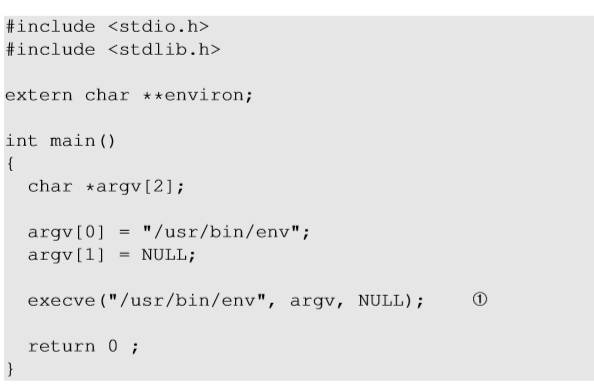 #include <stdio.h>
#include <stdlib.h>
extern char **environ;
int main()
{
char *argv[2];
argv[0] = "/usr/bin/env";
argv[1] = NULL;
execve("/usr/bin/env", argv, NULL); ①
return 0 ;
}